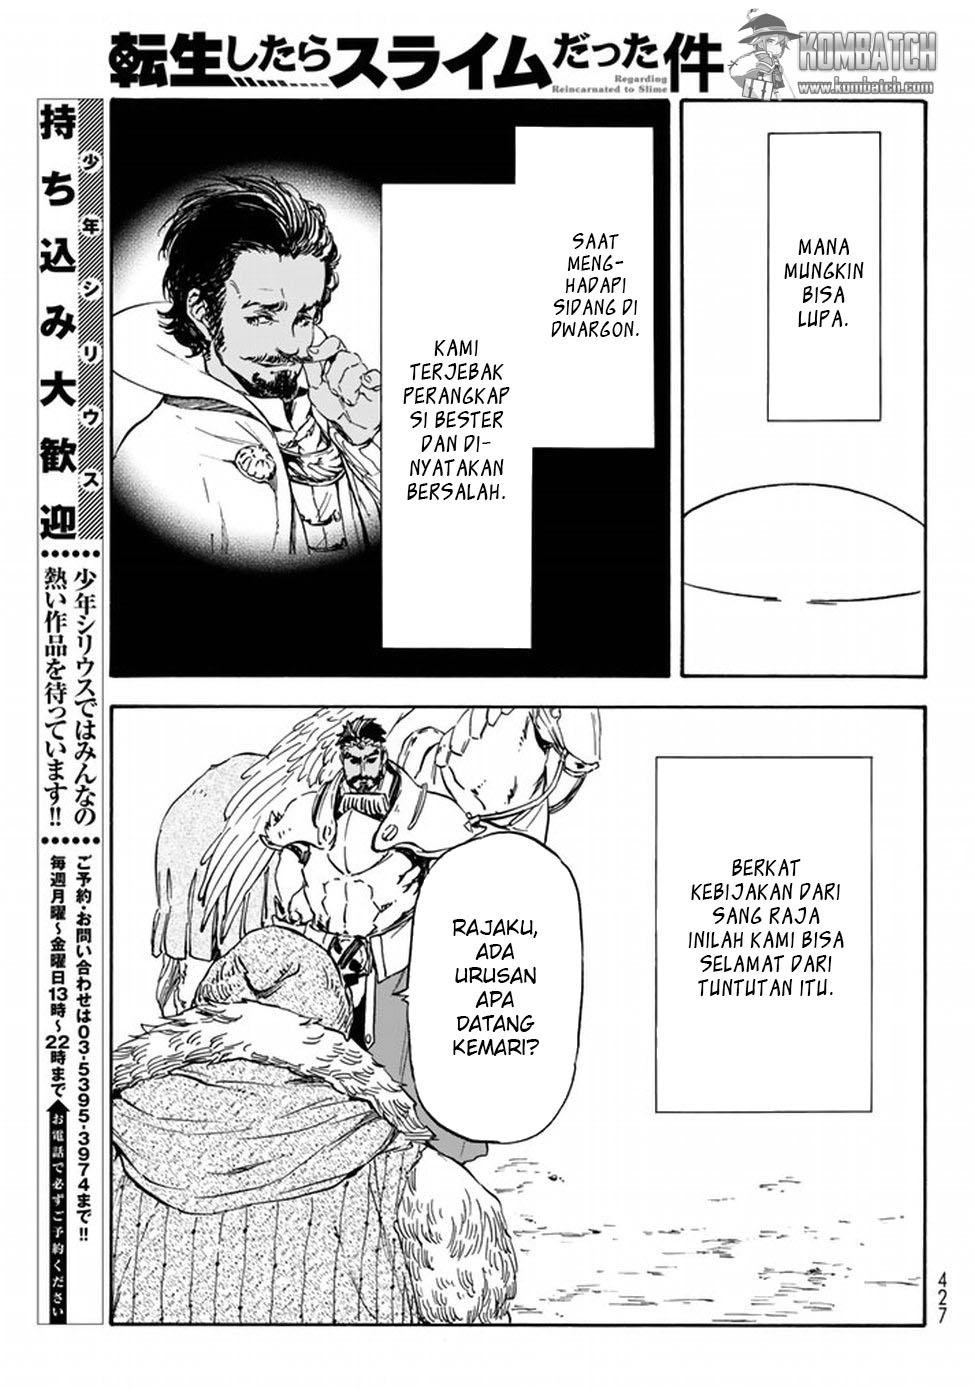 転生したらスライムだった件
Regarding
Reincarnated to Slime
KOMBATCH
www.kombatch.com
MANA
MUNGKIN
BISA
LUPA.
SAAT
MENG-
HADAPI
SIDANG DI
DWARGON.
KAMI
TERJEBAK
PERANGKAP
SI BESTER
DAN DI-
NYATAKAN
BERSALAH.
BERKAT
KEBIJAKAN DARI
SANG RAJA
INILAH KAMI BISA
SELAMAT DARI
TUNTUTAN ITU.
RAJAKU,
ADA
URUSAN
APA
DATANG
KEMARI?
少年シリウス
持ち込み大歓迎
少年シリウスではみんなの
熱い作品を待っています!!
ご予約・お問い合わせは03-5395-3974まで!!
毎週月曜〜金曜日13時〜22時まで
お電話で必ずご予約ください
427